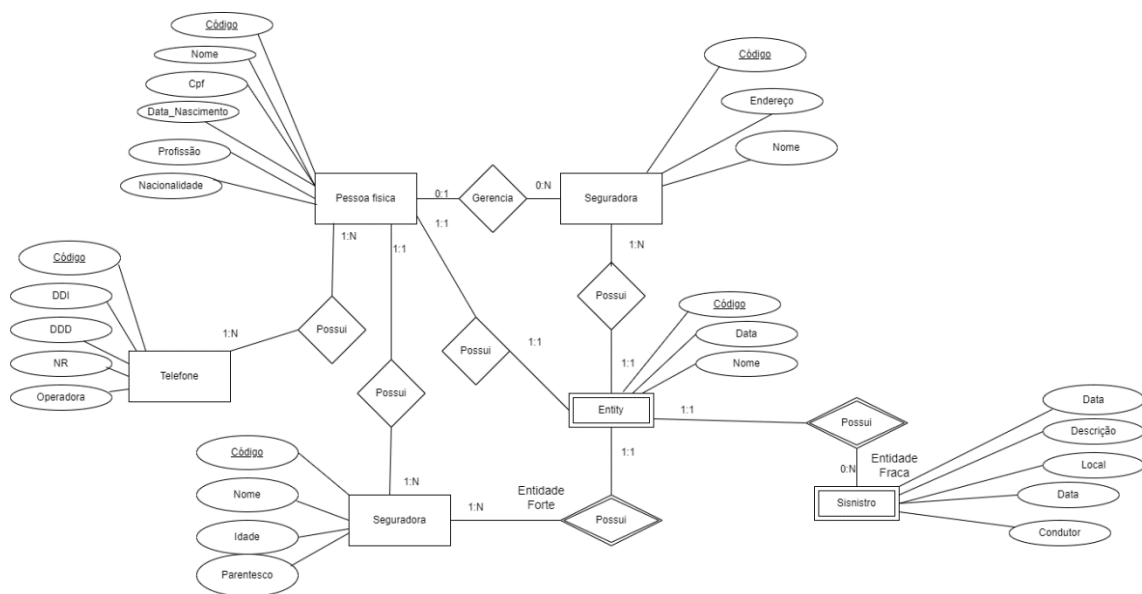 Código
Nome
Cpf
Data_Nascimento
Profissão
Nacionalidade
Pessoa fisica
0:1
Gerencia
0:N
Seguradora
Código
Endereço
Nome
1:N
1:1
1:1
1:N
Código
DDI
DDD
NR
Operadora
Telefone
1:N
Possui
Possui
1:1
Possui
Possui
1:1
Código
Data
Nome
Entity
1:1
1:1
Possui
0:N
Entidade
Fraca
Sisnistro
Data
Descrição
Local
Data
Condutor
Código
Nome
Idade
Parentesco
1:N
Seguradora
1:N
Entidade
Forte
Possui